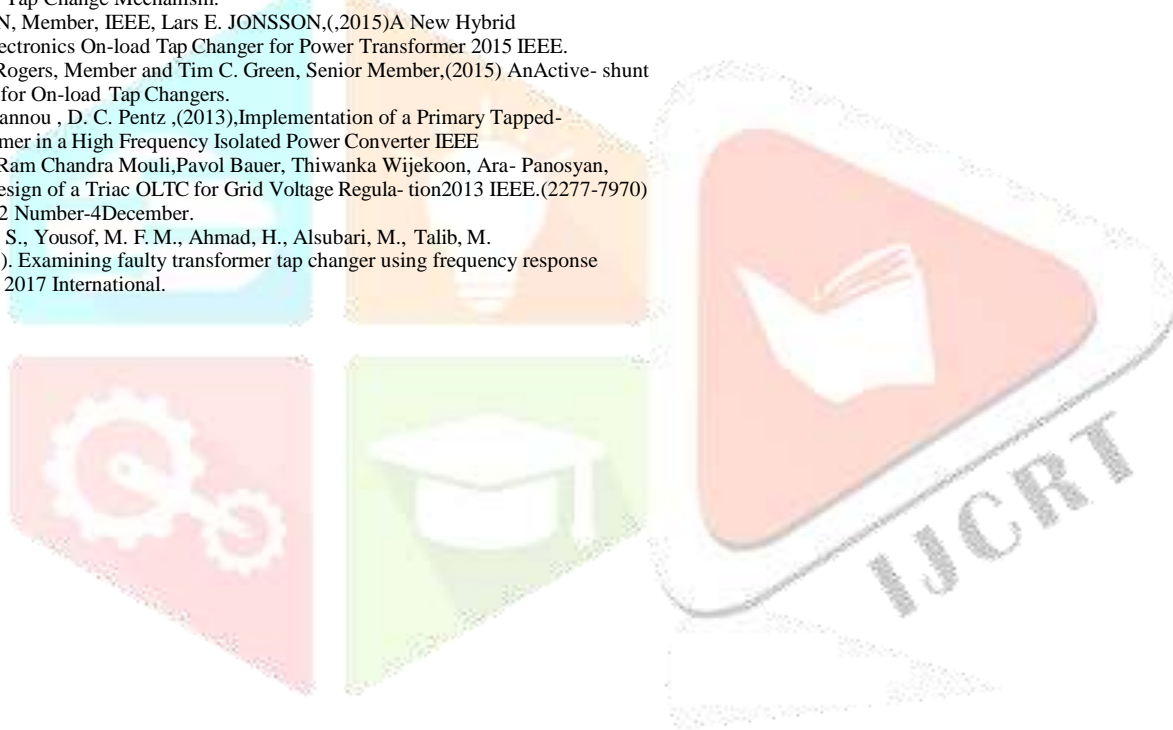 Tap Change Mechanism.
N, Member, IEEE, Lars E. JONSSON,(,2015)A New Hybrid
ectronics On-load Tap Changer for Power Transformer 2015 IEEE.
Rogers, Member and Tim C. Green, Senior Member,(2015) AnActive- shunt
for On-load Tap Changers.
annou , D. C. Pentz ,(2013),Implementation of a Primary Tapped-
mer in a High Frequency Isolated Power Converter IEEE
Ram Chandra Mouli,Pavol Bauer, Thiwanka Wijekoon, Ara- Panosyan,
esign of a Triac OLTC for Grid Voltage Regula- tion2013 IEEE.(2277-7970)
2 Number-4December.
S., Yousof, M. F. M., Ahmad, H., Alsubari, M., Talib, M.
). Examining faulty transformer tap changer using frequency response
2017 International.
IJCRT